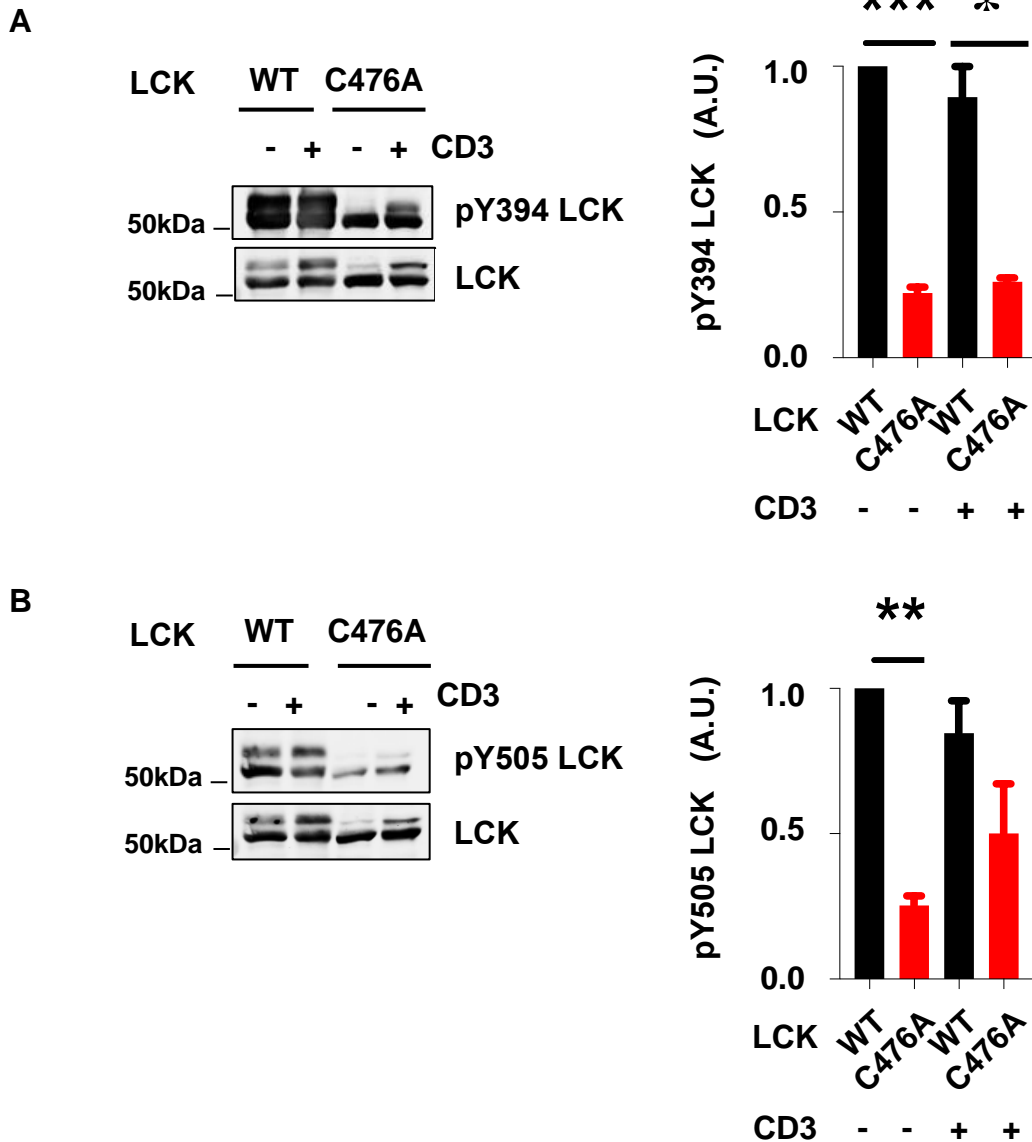 A
*** *
LCK WT C476A
- + - + CD3
50kDa pY394 LCK
50kDa LCK
pY394 LCK (A.U.)
1.0
0.5
0.0
LCK WT C476A WT C476A
CD3 - - + +
B
**
LCK WT C476A
- + - + CD3
50kDa pY505 LCK
50kDa LCK
pY505 LCK (A.U.)
1.0
0.5
0.0
LCK WT C476A WT C476A
CD3 - - + +